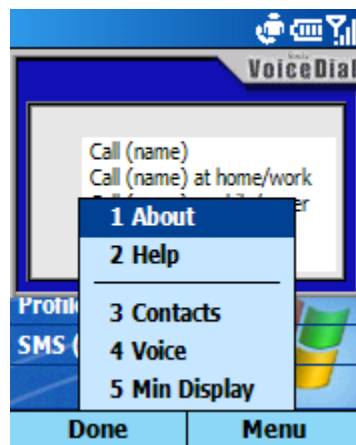 VoiceDial
Call (name)
Call (name) at home/work
1 About
2 Help
3 Contacts
4 Voice
5 Min Display
SMS (
Done
Menu